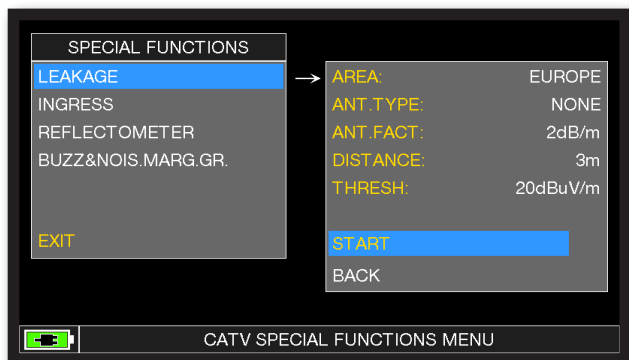 SPECIAL FUNCTIONS
LEAKAGE
INGRESS
REFLECTOMETER
BUZZ&NOIS.MARG.GR.
EXIT
→ AREA: EUROPE
ANT.TYPE: NONE
ANT.FACT: 2dB/m
DISTANCE: 3m
THRESH: 20dBuV/m
START
BACK
CATV SPECIAL FUNCTIONS MENU